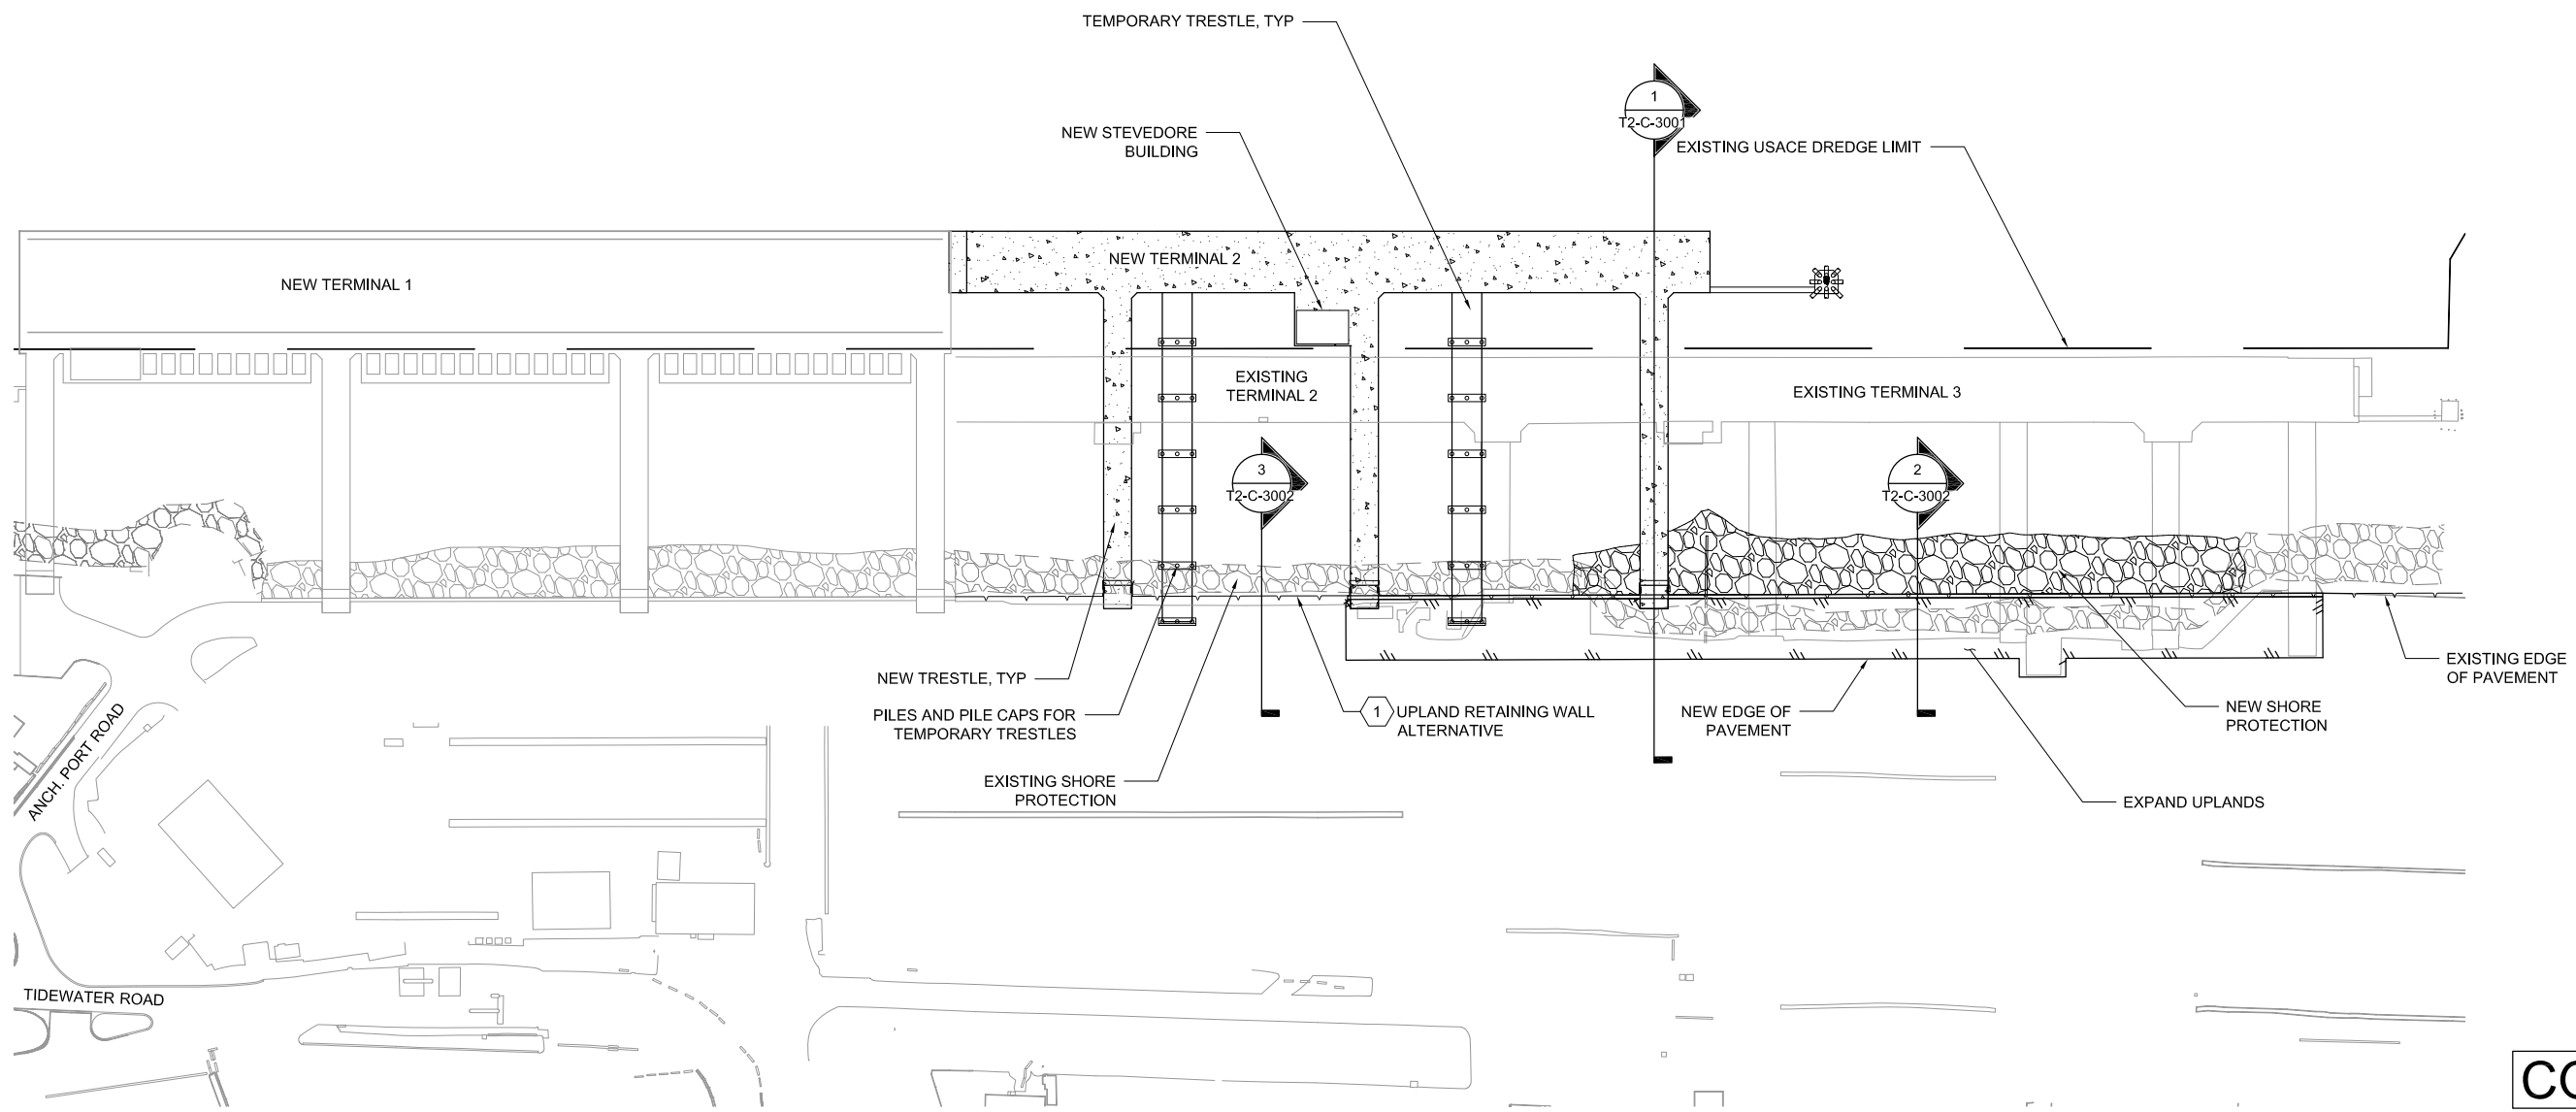 TEMPORARY TRESTLE, TYP
1
T2-C-3001
NEW STEVEDORE
BUILDING
EXISTING USACE DREDGE LIMIT
NEW TERMINAL 1
NEW TERMINAL 2
EXISTING
TERMINAL 2
EXISTING TERMINAL 3
3
T2-C-3002
2
T2-C-3002
NEW TRESTLE, TYP
PILES AND PILE CAPS FOR
TEMPORARY TRESTLES
1
UPLAND RETAINING WALL
ALTERNATIVE
NEW EDGE OF
PAVEMENT
NEW SHORE
PROTECTION
EXISTING EDGE
OF PAVEMENT
EXISTING SHORE
PROTECTION
EXPAND UPLANDS
ANCH. PORT ROAD
TIDEWATER ROAD